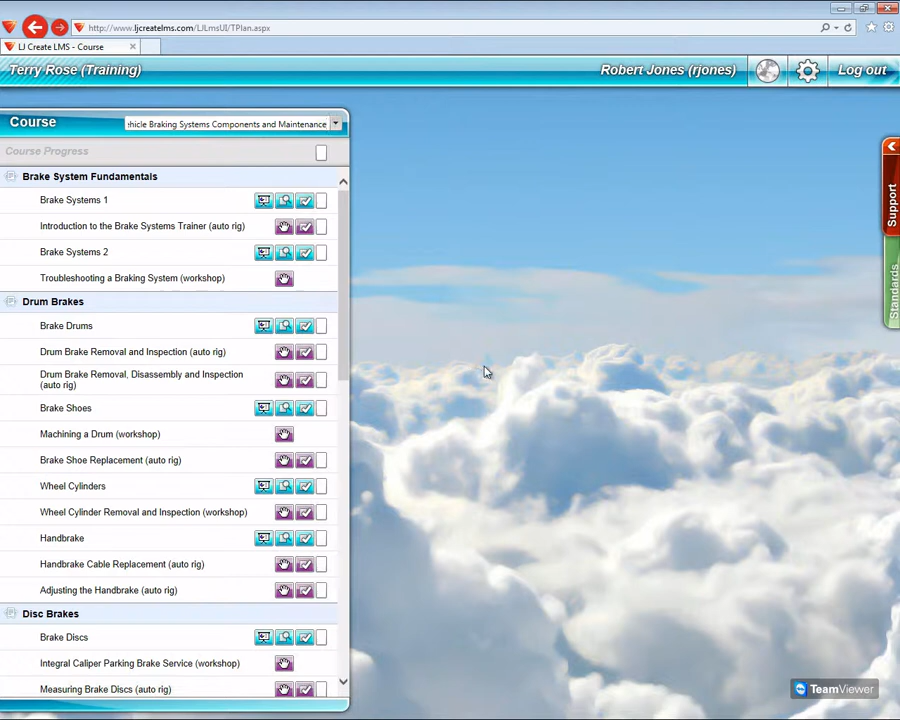 http://www.ljcreatelms.com/LJLmsUI/TPlan.aspx
LJ Create LMS - Course
Terry Rose (Training)
Robert Jones (rjones)
Log out
Course
hicle Braking Systems Components and Maintenance
Course Progress
Brake System Fundamentals
Brake Systems 1
Introduction to the Brake Systems Trainer (auto rig)
Brake Systems 2
Troubleshooting a Braking System (workshop)
Drum Brakes
Brake Drums
Drum Brake Removal and Inspection (auto rig)
Drum Brake Removal, Disassembly and Inspection
(auto rig)
Brake Shoes
Machining a Drum (workshop)
Brake Shoe Replacement (auto rig)
Wheel Cylinders
Wheel Cylinder Removal and Inspection (workshop)
Handbrake
Handbrake Cable Replacement (auto rig)
Adjusting the Handbrake (auto rig)
Disc Brakes
Brake Discs
Integral Caliper Parking Brake Service (workshop)
Measuring Brake Discs (auto rig)
Support
Standards
TeamViewer